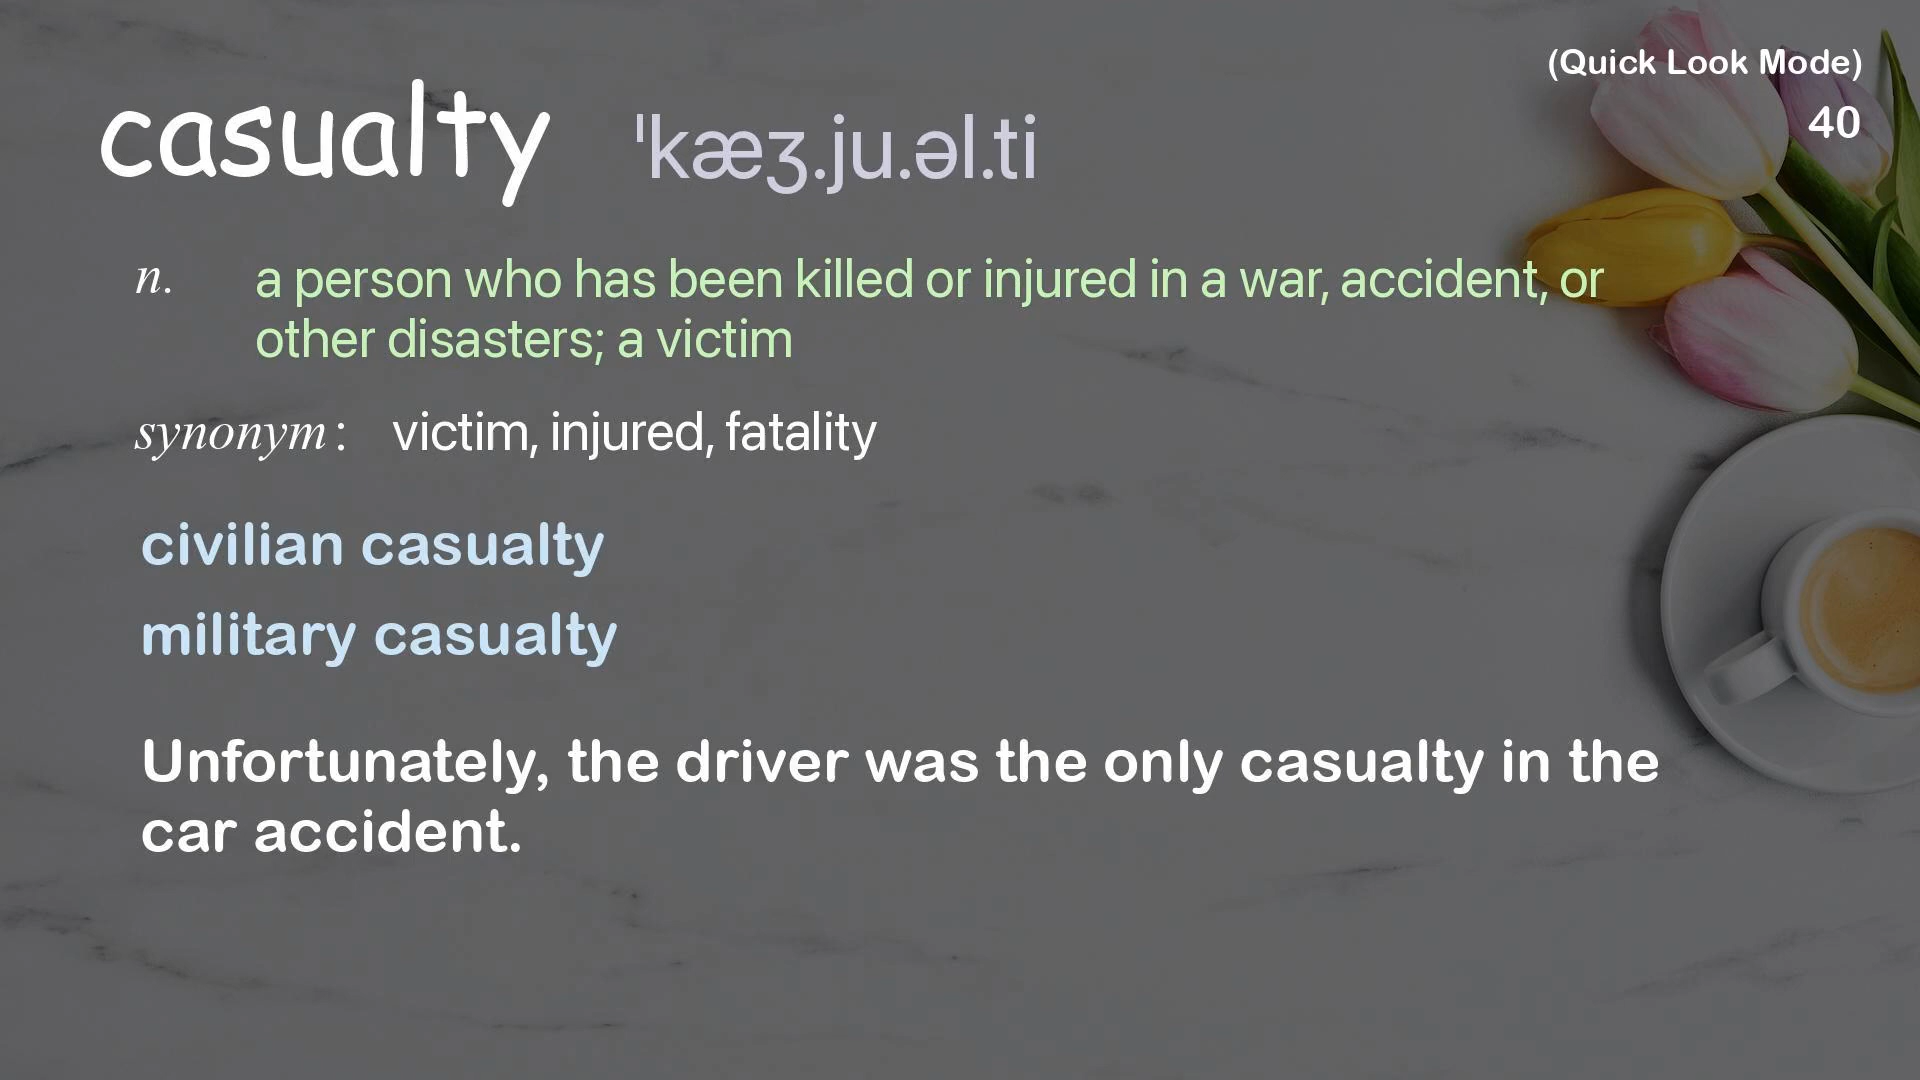 (Quick Look Mode)
40
casualty ˈkæʒ.ju.əl.ti
n. a person who has been killed or injured in a war, accident, or
other disasters; a victim
synonym: victim, injured, fatality
civilian casualty
military casualty
Unfortunately, the driver was the only casualty in the
car accident.